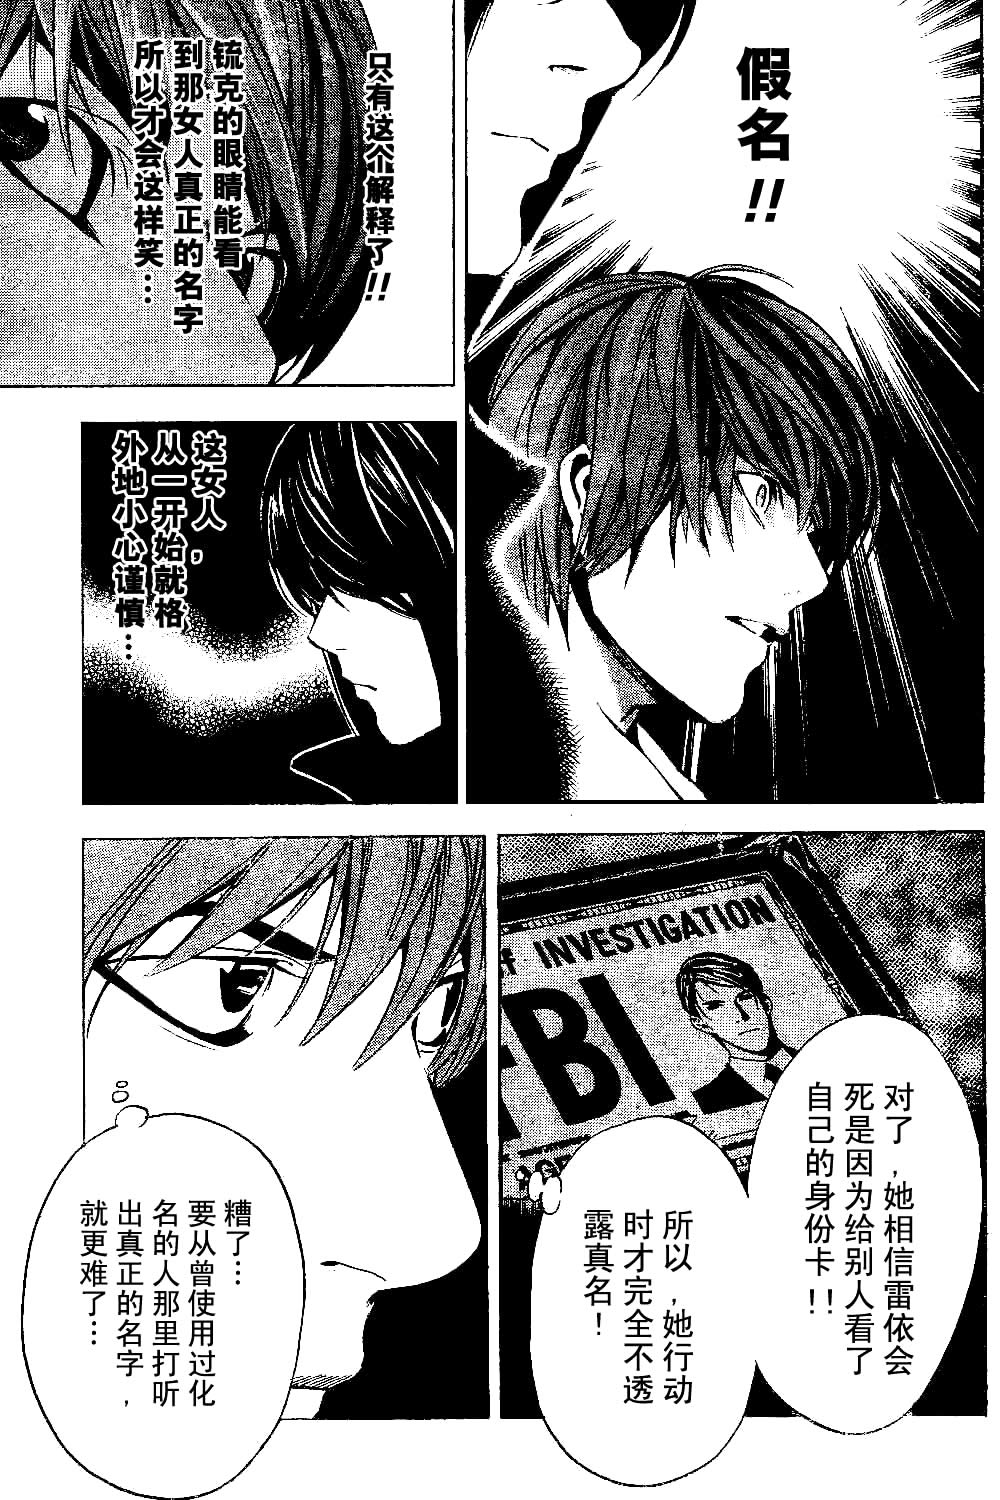 假名!!
只有这个解释了!!
锍克的眼睛能看
到那女人真正的名字
所以才会这样笑…
这女人,
从一开始就格
外地小心谨慎…
of INVESTIGATION
FBI
对了,她相信雷依会
死是因为给别人看了
自己的身份卡!!
所以,她行动
时才完全不透
露真名!
糟了…
要从曾使用过化
名的人那里打听
出真正的名字,
就更难了…